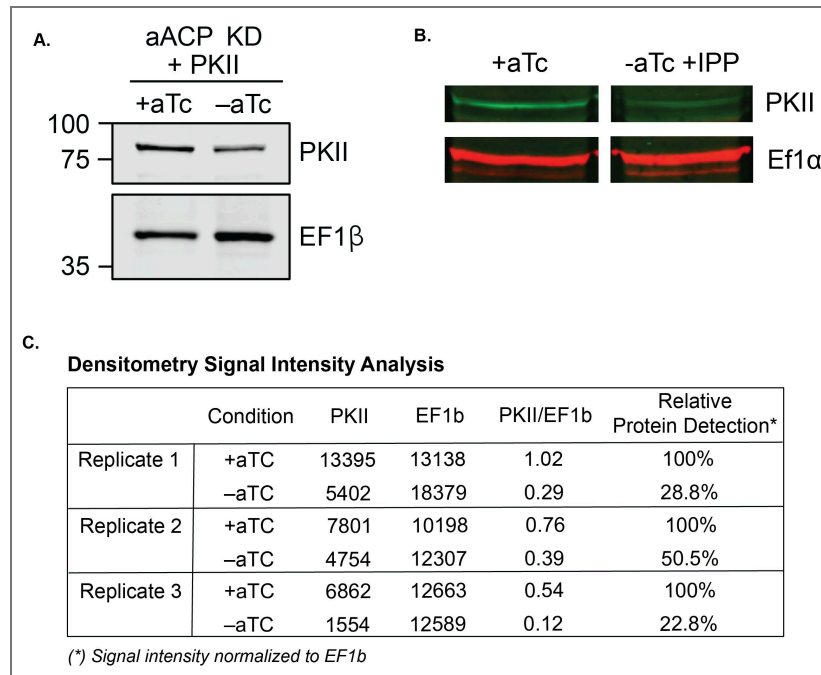 A.
aACP KD
+ PKII
+aTc –aTc
100
75
PKII
EF1β
35
B.
+aTc -aTc +IPP
PKII
Ef1α
C.
Densitometry Signal Intensity Analysis
Condition PKII EF1b PKII/EF1b Relative Protein Detection*
Replicate 1 +aTC 13395 13138 1.02 100%
–aTC 5402 18379 0.29 28.8%
Replicate 2 +aTC 7801 10198 0.76 100%
–aTC 4754 12307 0.39 50.5%
Replicate 3 +aTC 6862 12663 0.54 100%
–aTC 1554 12589 0.12 22.8%
(*) Signal intensity normalized to EF1b